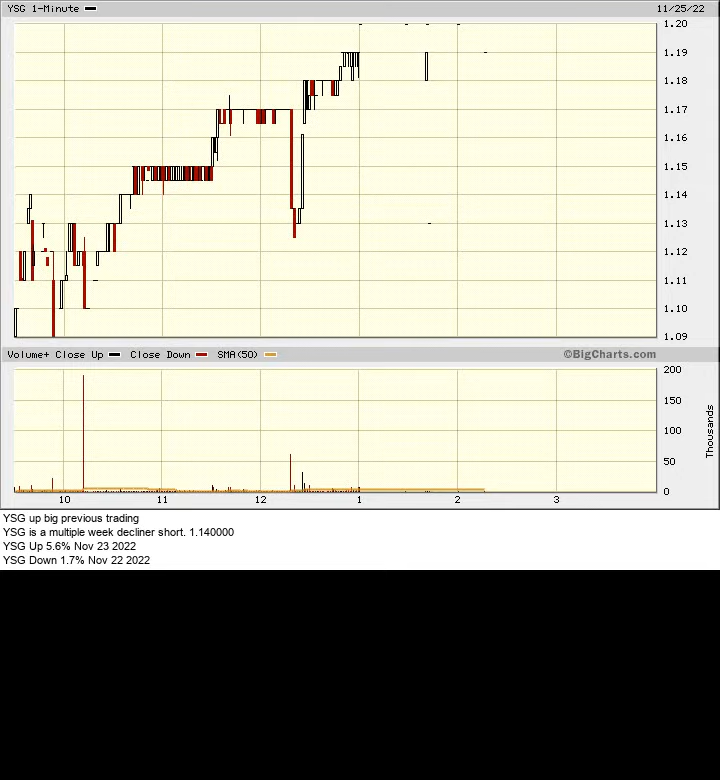 YSG 1-Minute 11/25/22
1.20
1.19
1.18
1.17
1.16
1.15
1.14
1.13
1.12
1.11
1.10
1.09
Volume+ Close Up Close Down SMA(50) ©BigCharts.com
200
150
100
50
0
Thousands
10 11 12 1 2 3
YSG up big previous trading
YSG is a multiple week decliner short. 1.140000
YSG Up 5.6% Nov 23 2022
YSG Down 1.7% Nov 22 2022